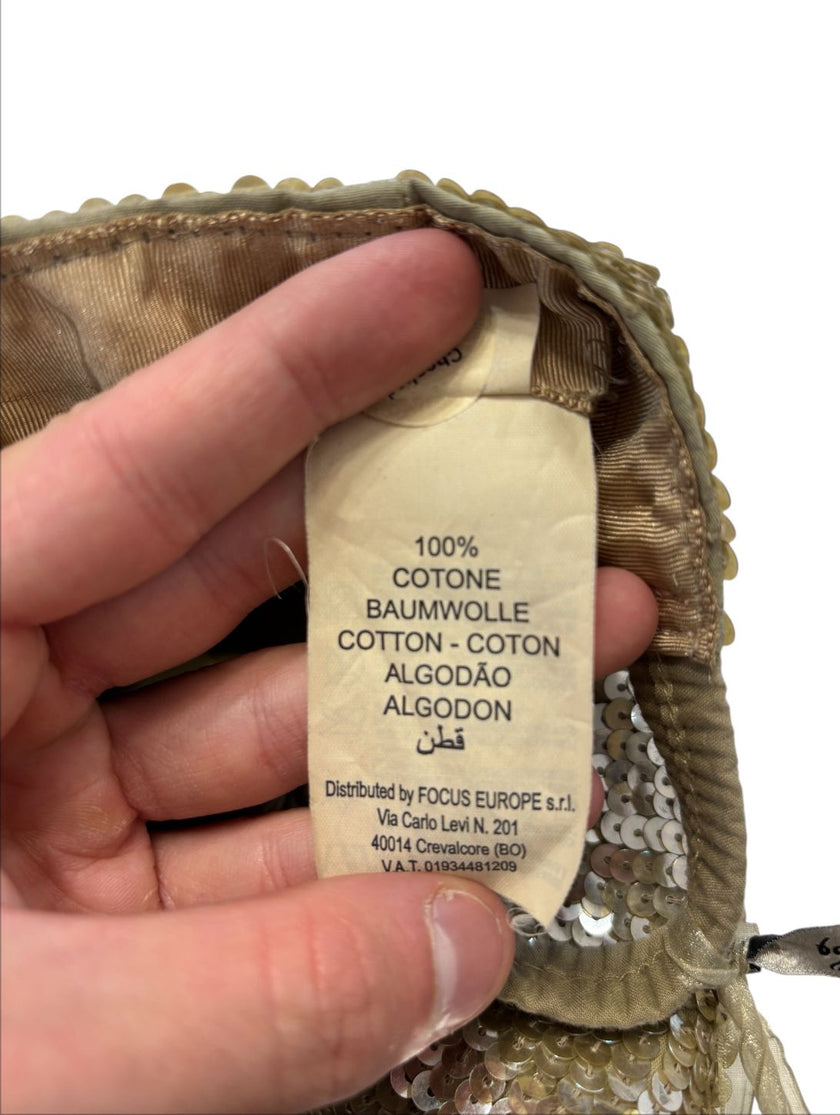 100%
COTONE
BAUMWOLLE
COTTON - COTON
ALGODÃO
ALGODON
قطن
Distributed by FOCUS EUROPE s.r.l.
Via Carlo Levi N. 201
40014 Crevalcore (BO)
V.A.T. 01934481209